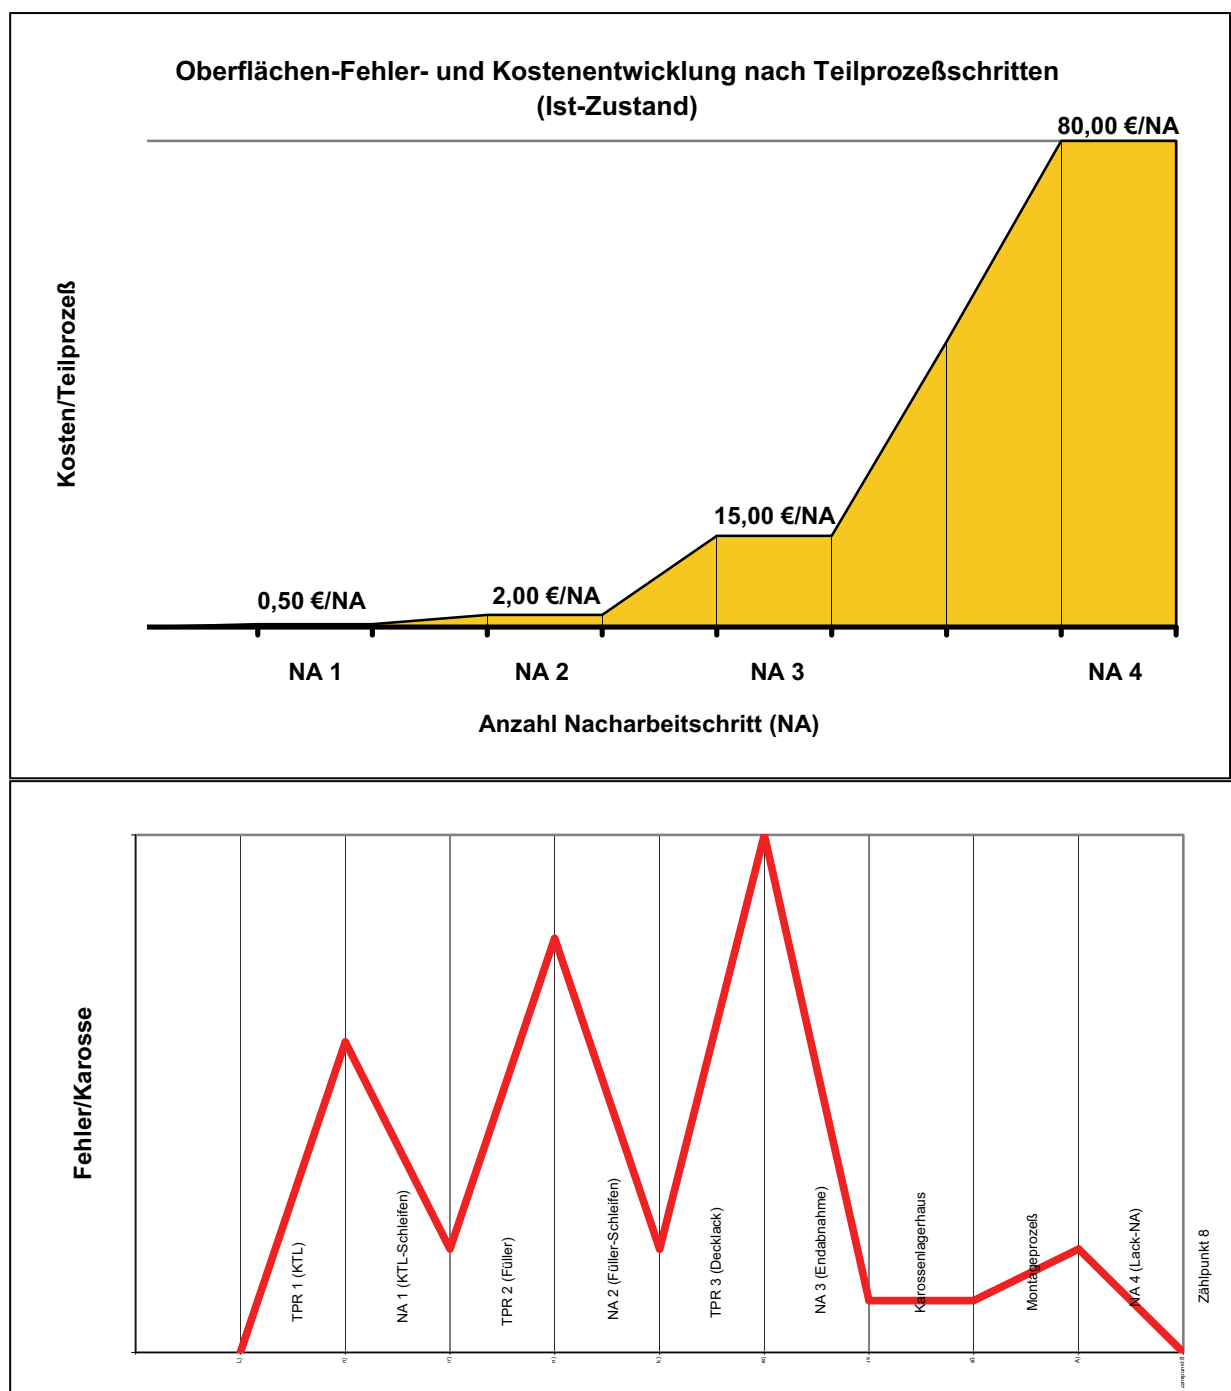 Oberflächen-Fehler- und Kostenentwicklung nach Teilprozeßschritten
(Ist-Zustand)
80,00 €/NA
15,00 €/NA
2,00 €/NA
0,50 €/NA
Kosten/Teilprozeß
NA 1
NA 2
NA 3
NA 4
Anzahl Nacharbeitschritt (NA)
Fehler/Karosse
TPR 1 (KTL)
NA 1 (KTL-Schleifen)
TPR 2 (Füller)
NA 2 (Füller-Schleifen)
TPR 3 (Decklack)
NA 3 (Endabnahme)
Karossenlagerhaus
Montageprozeß
NA 4 (Lack-NA)
Zählpunkt 8